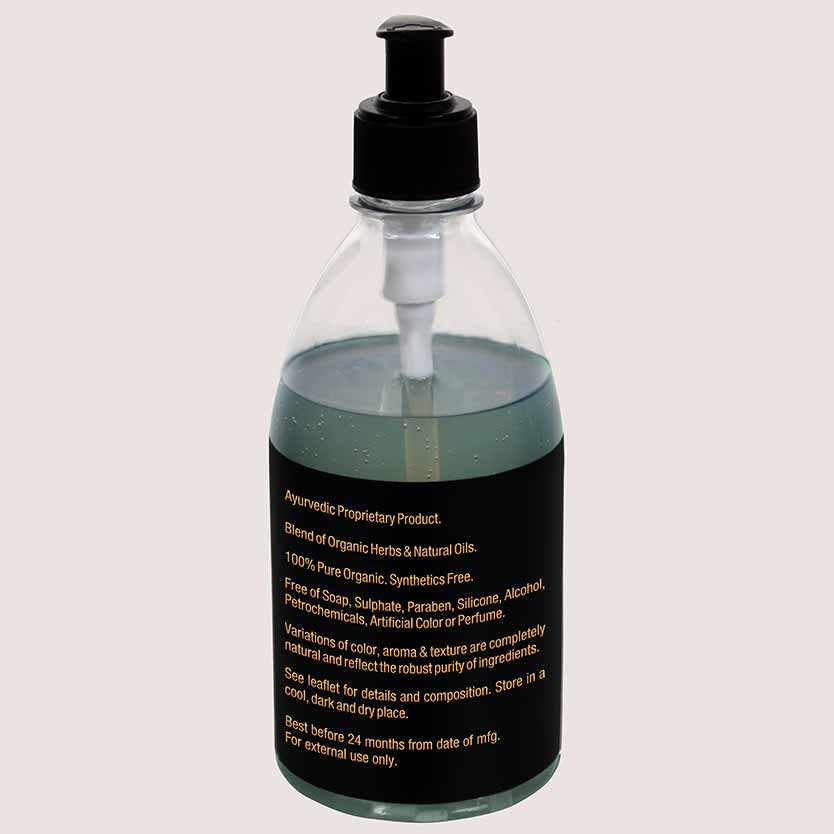 Ayurvedic Proprietary Product.
Blend of Organic Herbs & Natural Oils.
100% Pure Organic. Synthetics Free.
Free of Soap, Sulphate, Paraben, Silicone, Alcohol,
Petrochemicals, Artificial Color or Perfume.
Variations of color, aroma & texture are completely
natural and reflect the robust purity of ingredients.
See leaflet for details and composition. Store in a
cool, dark and dry place.
Best before 24 months from date of mfg.
For external use only.